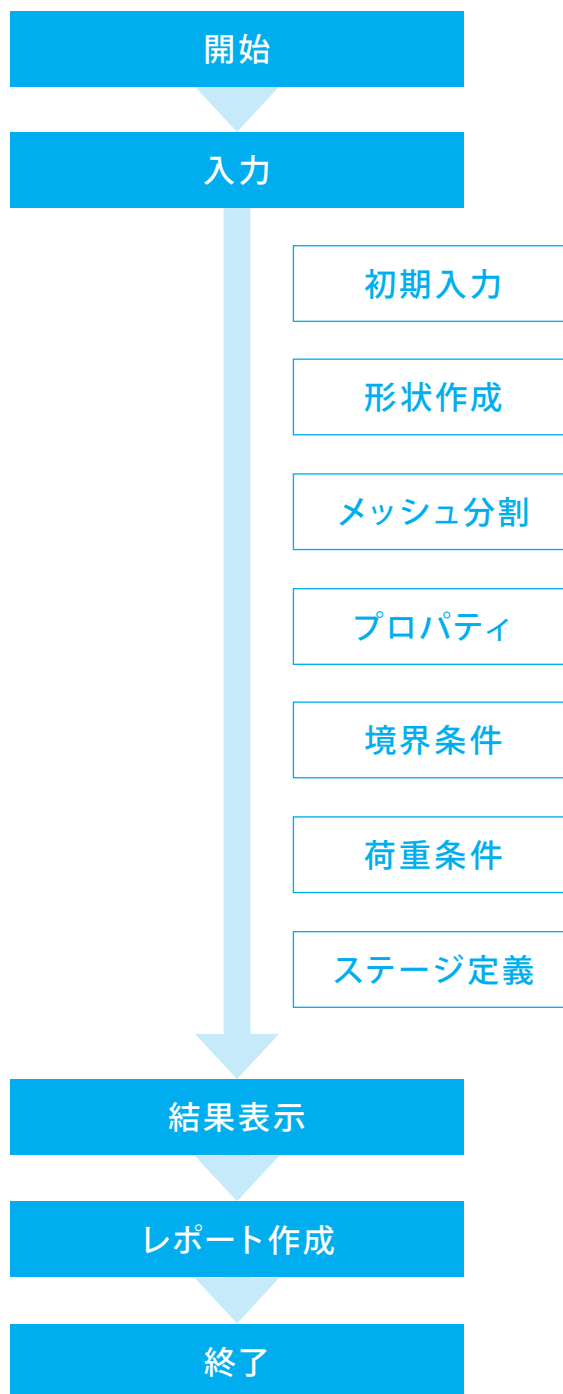 開始
入力
初期入力
形状作成
メッシュ分割
プロパティ
境界条件
荷重条件
ステージ定義
結果表示
レポート作成
終了